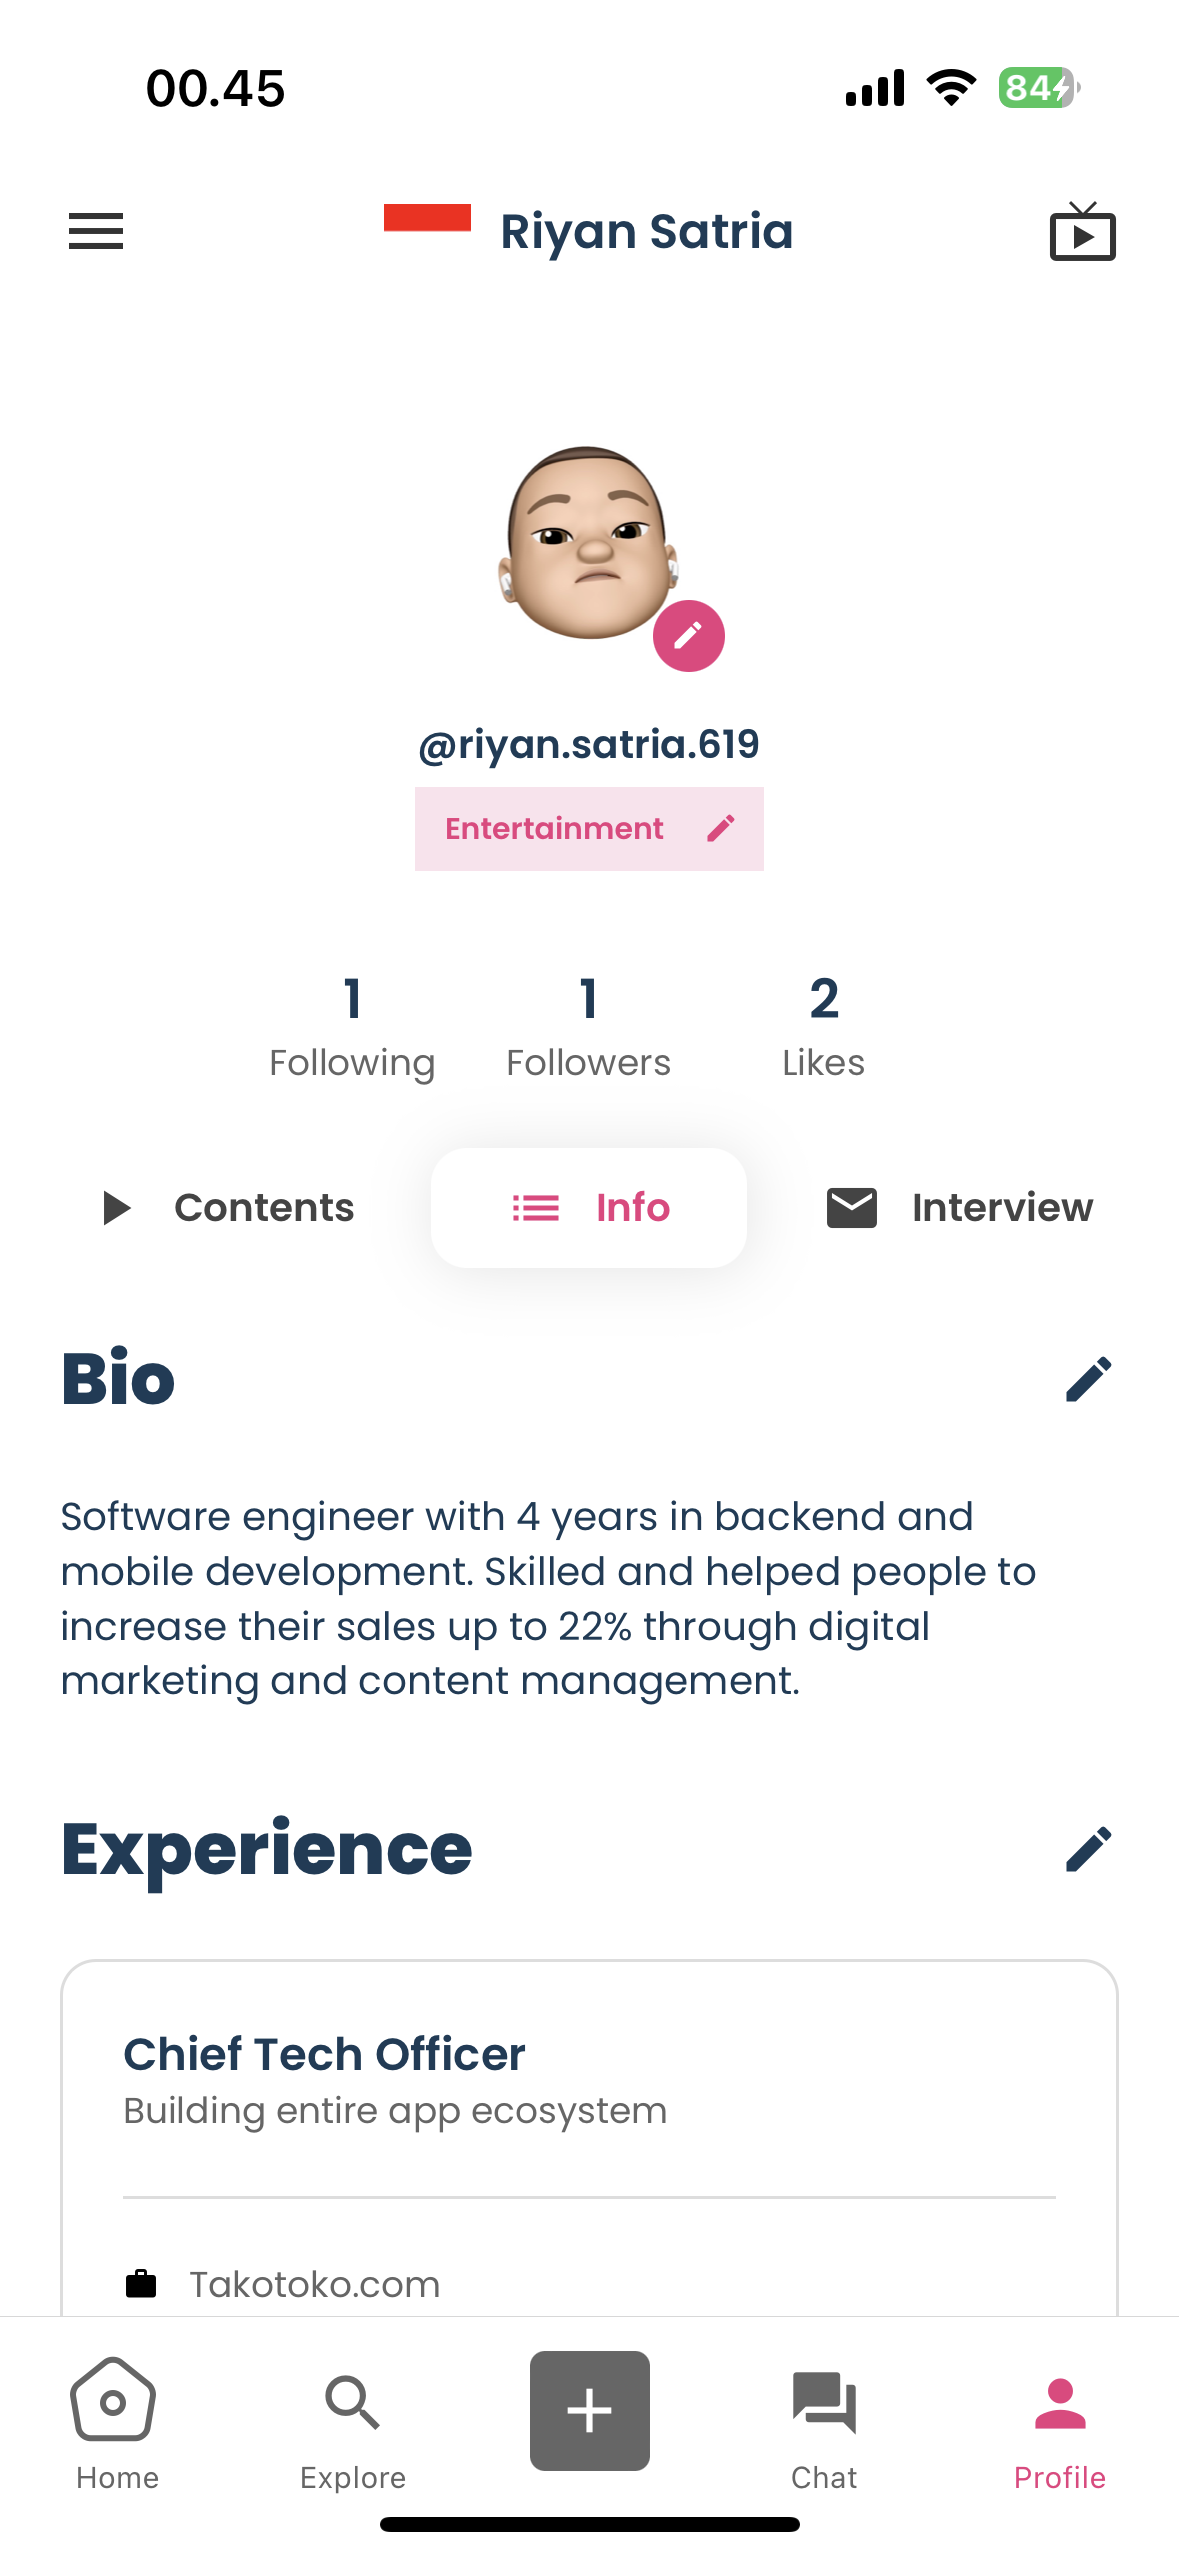 00.45
84
Riyan Satria
@riyan.satria.619
Entertainment
1 1 2
Following Followers Likes
Contents Info Interview
Bio
Software engineer with 4 years in backend and
mobile development. Skilled and helped people to
increase their sales up to 22% through digital
marketing and content management.
Experience
Chief Tech Officer
Building entire app ecosystem
Takotoko.com
Home Explore Chat Profile